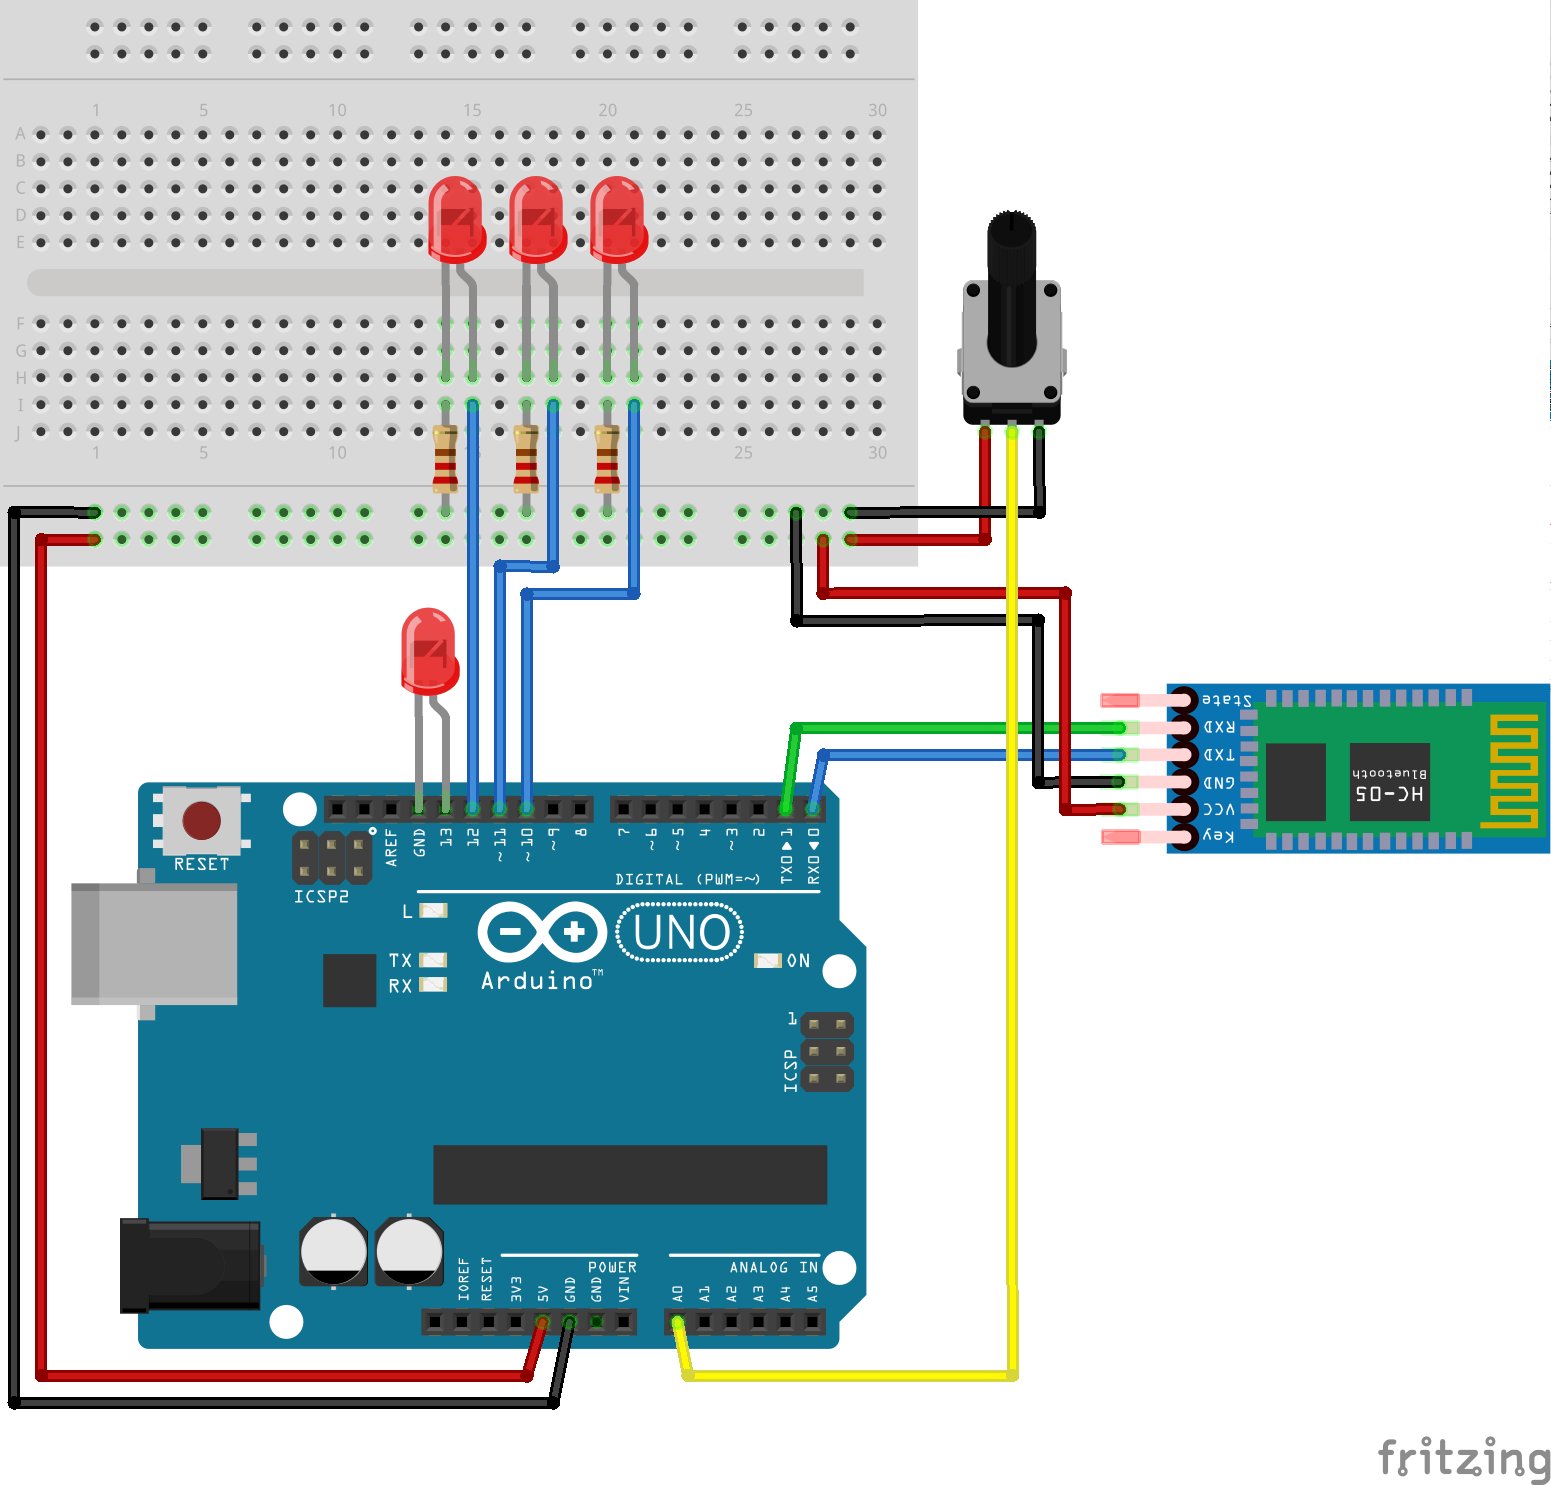 1 5 10 15 20 25 30
A
B
C
D
E
F
G
H
I
J
1 5 10 25 30
State
RXD
TXD
GND
VCC
Key
Bluetooth
HC-05
RESET
ICSP2
AREF
GND
13
12
~11
~10
~9
8
7
~6
~5
4
~3
2
TX0▶1
RX0◀0
DIGITAL (PWM=~)
L
TX
RX
Arduino™
UNO
ON
1
ICSP
IOREF
RESET
3V3
5V
GND
GND
VIN
POWER
A0
A1
A2
A3
A4
A5
ANALOG IN
fritzing